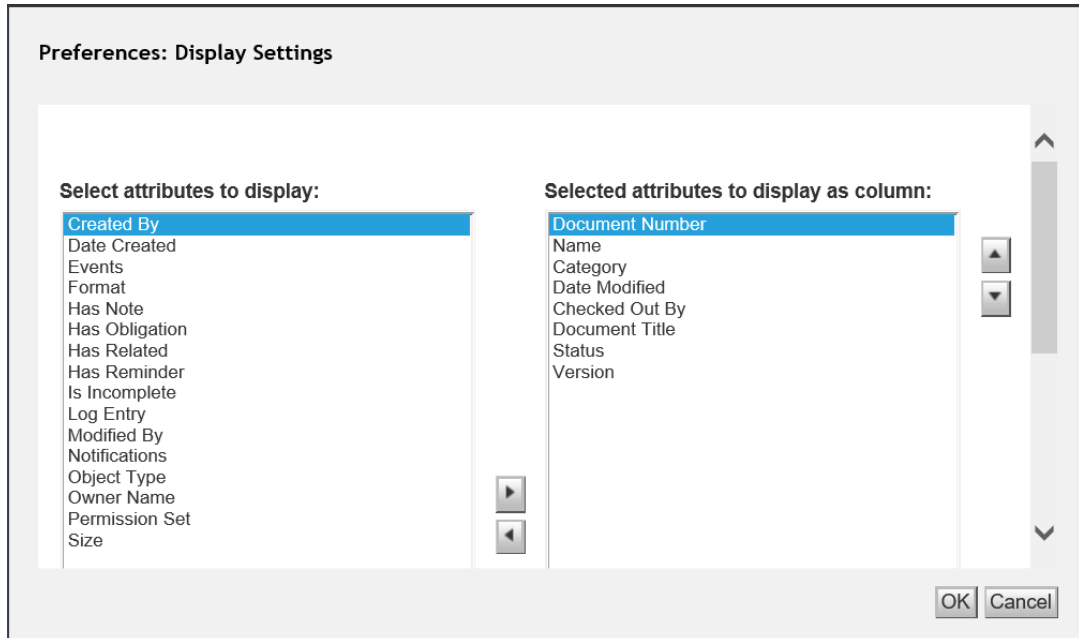 Preferences: Display Settings
Select attributes to display:
Created By
Date Created
Events
Format
Has Note
Has Obligation
Has Related
Has Reminder
Is Incomplete
Log Entry
Modified By
Notifications
Object Type
Owner Name
Permission Set
Size
Selected attributes to display as column:
Document Number
Name
Category
Date Modified
Checked Out By
Document Title
Status
Version
OK
Cancel